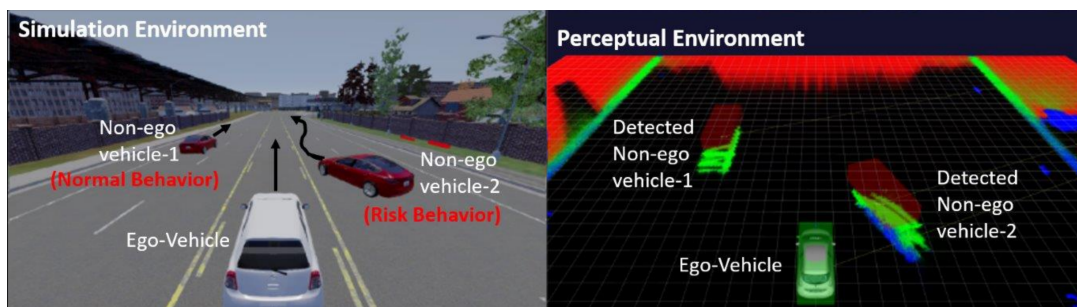 Simulation Environment
Non-ego
vehicle-1
(Normal Behavior)
Non-ego
vehicle-2
(Risk Behavior)
Ego-Vehicle
Perceptual Environment
Detected
Non-ego
vehicle-1
Detected
Non-ego
vehicle-2
Ego-Vehicle